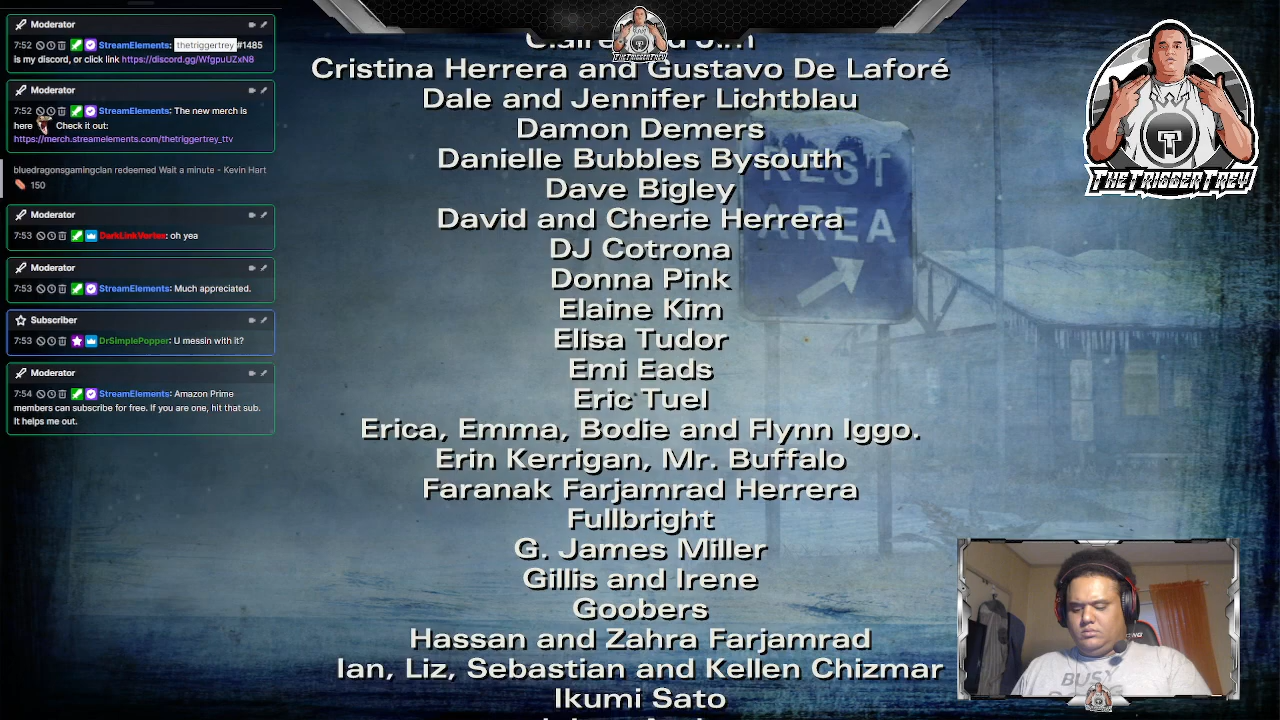 Moderator
7:52 StreamElements: thetriggertrey #1485
is my discord, or click link https://discord.gg/WfgpuUZxN8
Moderator
7:52 StreamElements: The new merch is
here Check it out:
https://merch.streamelements.com/thetriggertrey_ttv
bluedragonsgamingclan redeemed Wait a minute - Kevin Hart
150
Moderator
7:53 DarkLinkVortex: oh yea
Moderator
7:53 StreamElements: Much appreciated.
Subscriber
7:53 DrSimplePopper: U messin with it?
Moderator
7:54 StreamElements: Amazon Prime
members can subscribe for free. If you are one, hit that sub.
It helps me out.
THETRIGGERTREY
Cristina Herrera and Gustavo De Laforé
Dale and Jennifer Lichtblau
Damon Demers
Danielle Bubbles Bysouth
Dave Bigley
David and Cherie Herrera
DJ Cotrona
Donna Pink
Elaine Kim
Elisa Tudor
Emi Eads
Eric Tuel
Erica, Emma, Bodie and Flynn Iggo.
Erin Kerrigan, Mr. Buffalo
Faranak Farjamrad Herrera
Fullbright
G. James Miller
Gillis and Irene
Goobers
Hassan and Zahra Farjamrad
Ian, Liz, Sebastian and Kellen Chizmar
Ikumi Sato
REST
AREA
T
THETRIGGERTREY
BUSY